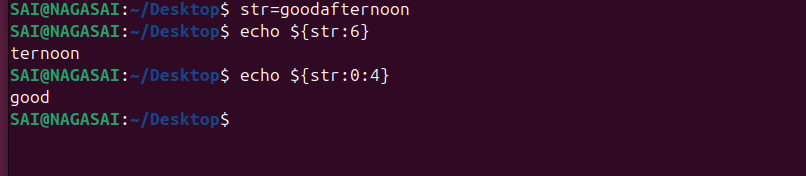 SAI@NAGASAI:~/Desktop$ str=goodafternoon
SAI@NAGASAI:~/Desktop$ echo ${str:6}
ternoon
SAI@NAGASAI:~/Desktop$ echo ${str:0:4}
good
SAI@NAGASAI:~/Desktop$